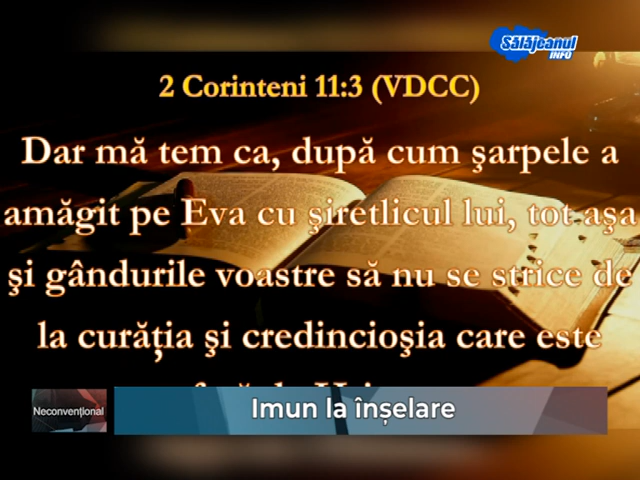 Sălăjeanul
INFO
2 Corinteni 11:3 (VDCC)
Dar mă tem ca, după cum şarpele a
amăgit pe Eva cu şiretlicul lui, tot aşa
şi gândurile voastre să nu se strice de
la curăţia şi credincioşia care este
Neconvențional
Imun la înșelare